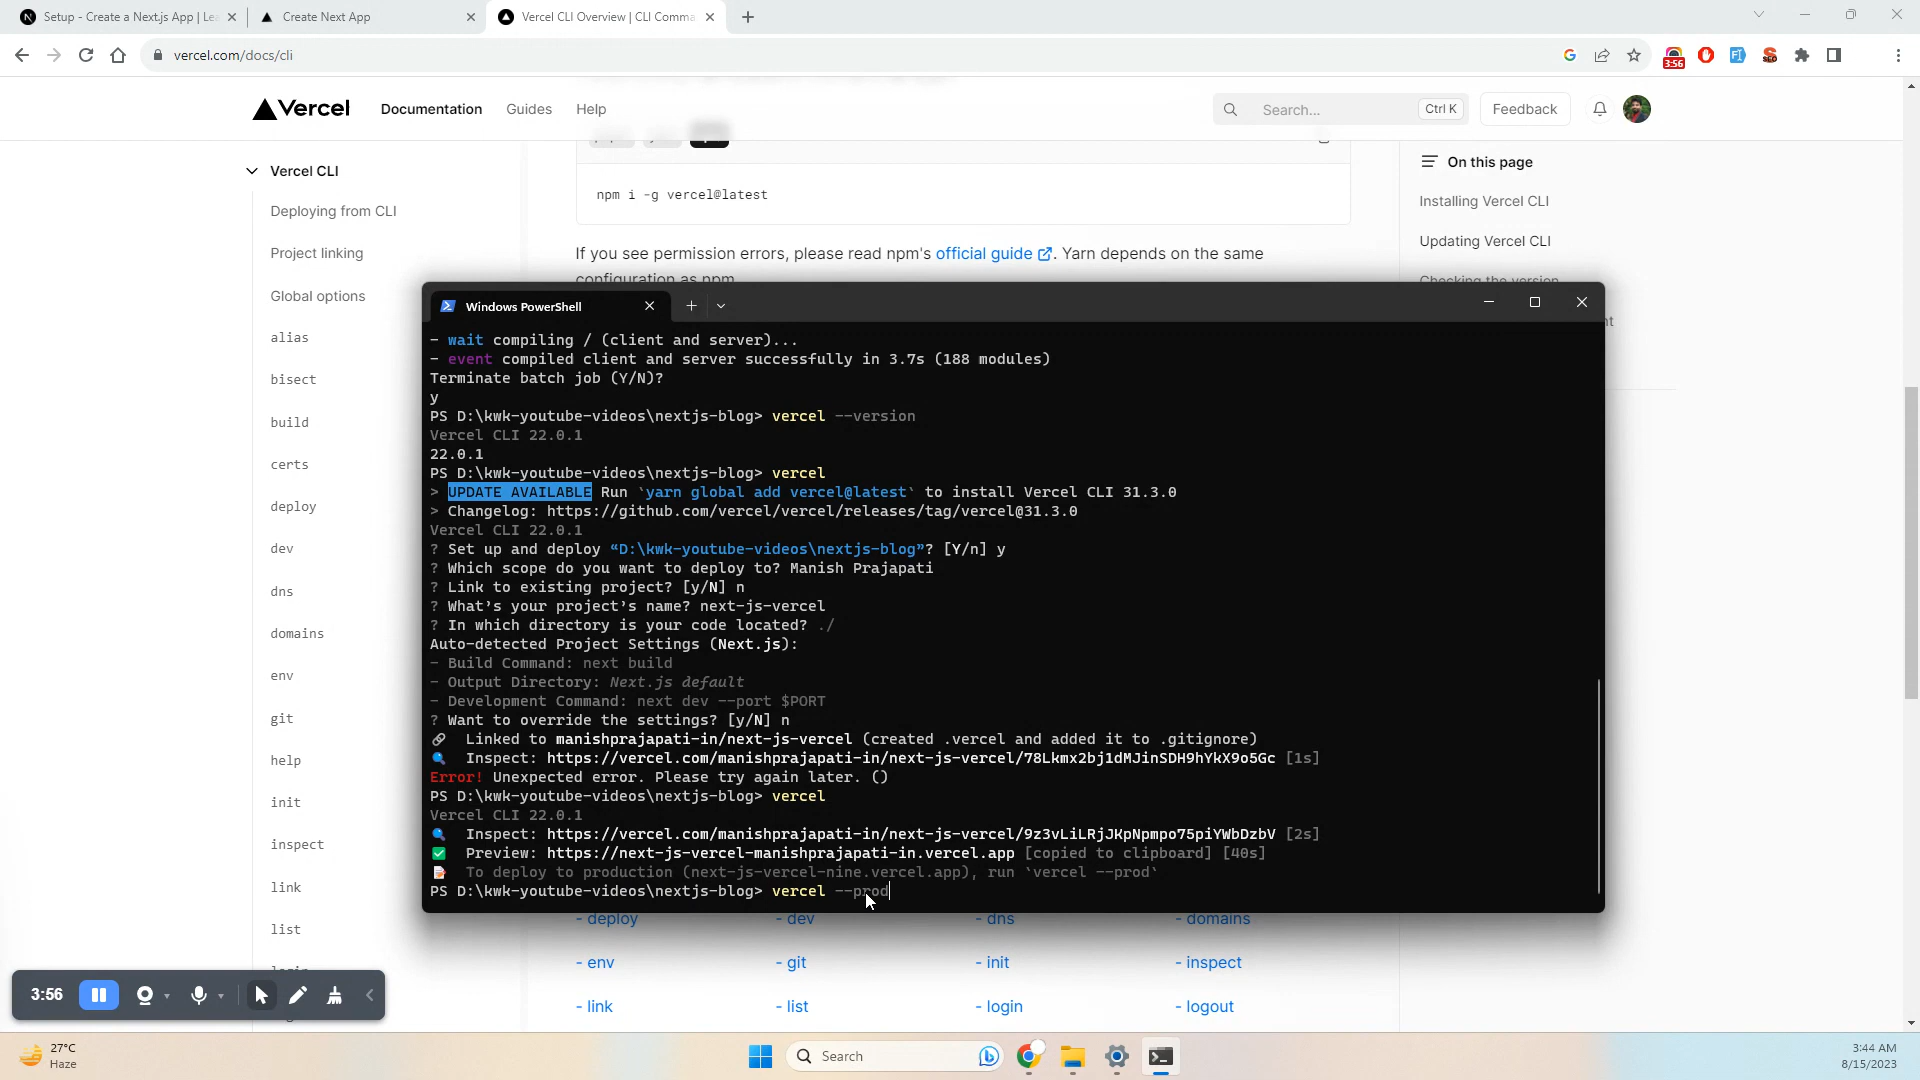 Setup - Create a Next.js App | Lea
Create Next App
Vercel CLI Overview | CLI Comma
vercel.com/docs/cli
3:56
SEO
Vercel
Documentation
Guides
Help
Search...
Ctrl K
Feedback
Vercel CLI
Deploying from CLI
Project linking
Global options
alias
bisect
build
certs
deploy
dev
dns
domains
env
git
help
init
inspect
link
list
npm i -g vercel@latest
If you see permission errors, please read npm's official guide. Yarn depends on the same
configuration as npm.
On this page
Installing Vercel CLI
Updating Vercel CLI
Checking the version
Windows PowerShell
- wait compiling / (client and server)...
- event compiled client and server successfully in 3.7s (188 modules)
Terminate batch job (Y/N)?
y
PS D:\kwk-youtube-videos\nextjs-blog> vercel --version
Vercel CLI 22.0.1
22.0.1
PS D:\kwk-youtube-videos\nextjs-blog> vercel
> UPDATE AVAILABLE Run `yarn global add vercel@latest` to install Vercel CLI 31.3.0
> Changelog: https://github.com/vercel/vercel/releases/tag/vercel@31.3.0
Vercel CLI 22.0.1
? Set up and deploy “D:\kwk-youtube-videos\nextjs-blog”? [Y/n] y
? Which scope do you want to deploy to? Manish Prajapati
? Link to existing project? [y/N] n
? What’s your project’s name? next-js-vercel
? In which directory is your code located? ./
Auto-detected Project Settings (Next.js):
- Build Command: next build
- Output Directory: Next.js default
- Development Command: next dev --port $PORT
? Want to override the settings? [y/N] n
Linked to manishprajapati-in/next-js-vercel (created .vercel and added it to .gitignore)
Inspect: https://vercel.com/manishprajapati-in/next-js-vercel/78Lkmx2bj1dMJinSDH9hYkX9o5Gc [1s]
Error! Unexpected error. Please try again later. ()
PS D:\kwk-youtube-videos\nextjs-blog> vercel
Vercel CLI 22.0.1
Inspect: https://vercel.com/manishprajapati-in/next-js-vercel/9z3vLiLRjJKpNpmpo75piYWbDzbV [2s]
Preview: https://next-js-vercel-manishprajapati-in.vercel.app [copied to clipboard] [40s]
To deploy to production (next-js-vercel-nine.vercel.app), run `vercel --prod`
PS D:\kwk-youtube-videos\nextjs-blog> vercel --prod
- deploy
- dev
- dns
- domains
- env
- git
- init
- inspect
- link
- list
- login
- logout
3:56
27°C
Haze
Search
3:44 AM
8/15/2023